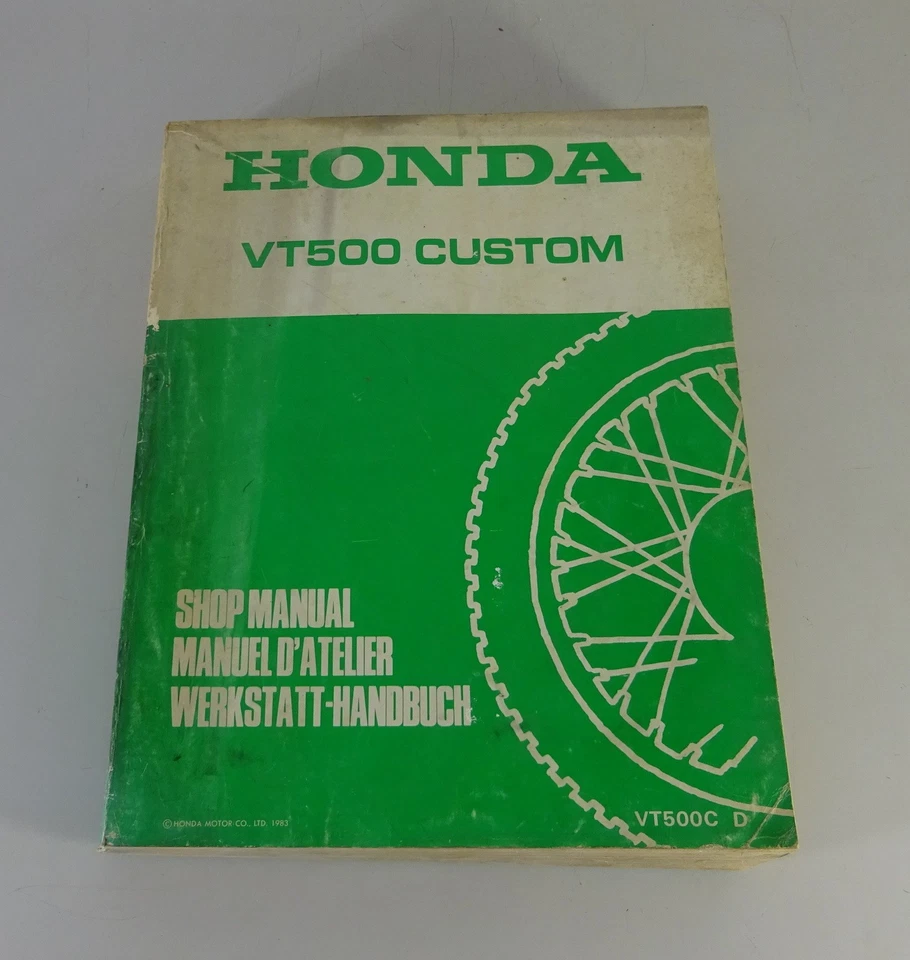 HONDA
VT500 CUSTOM
SHOP MANUAL
MANUEL D'ATELIER
WERKSTATT-HANDBUCH
© HONDA MOTOR CO., LTD. 1983
VT500C D